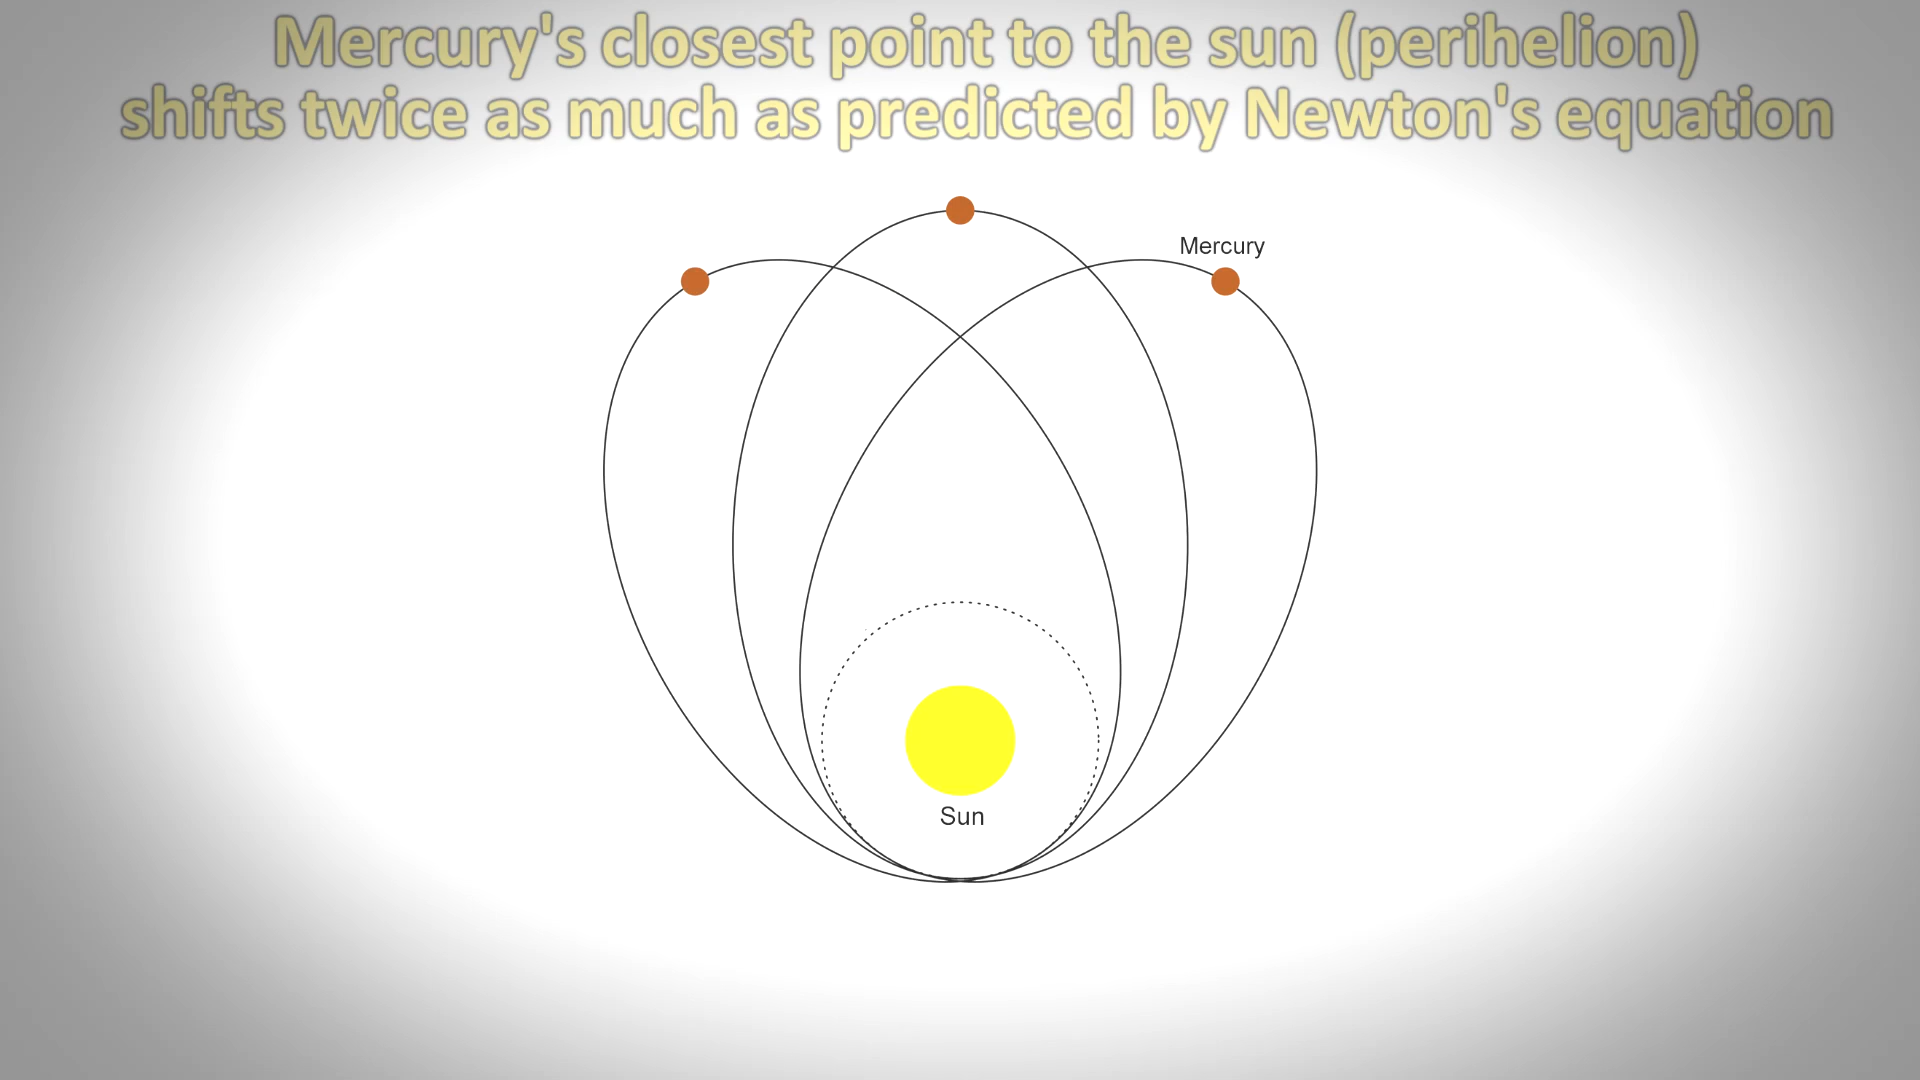 Mercury's closest point to the sun (perihelion)
shifts twice as much as predicted by Newton's equation
Mercury
Sun